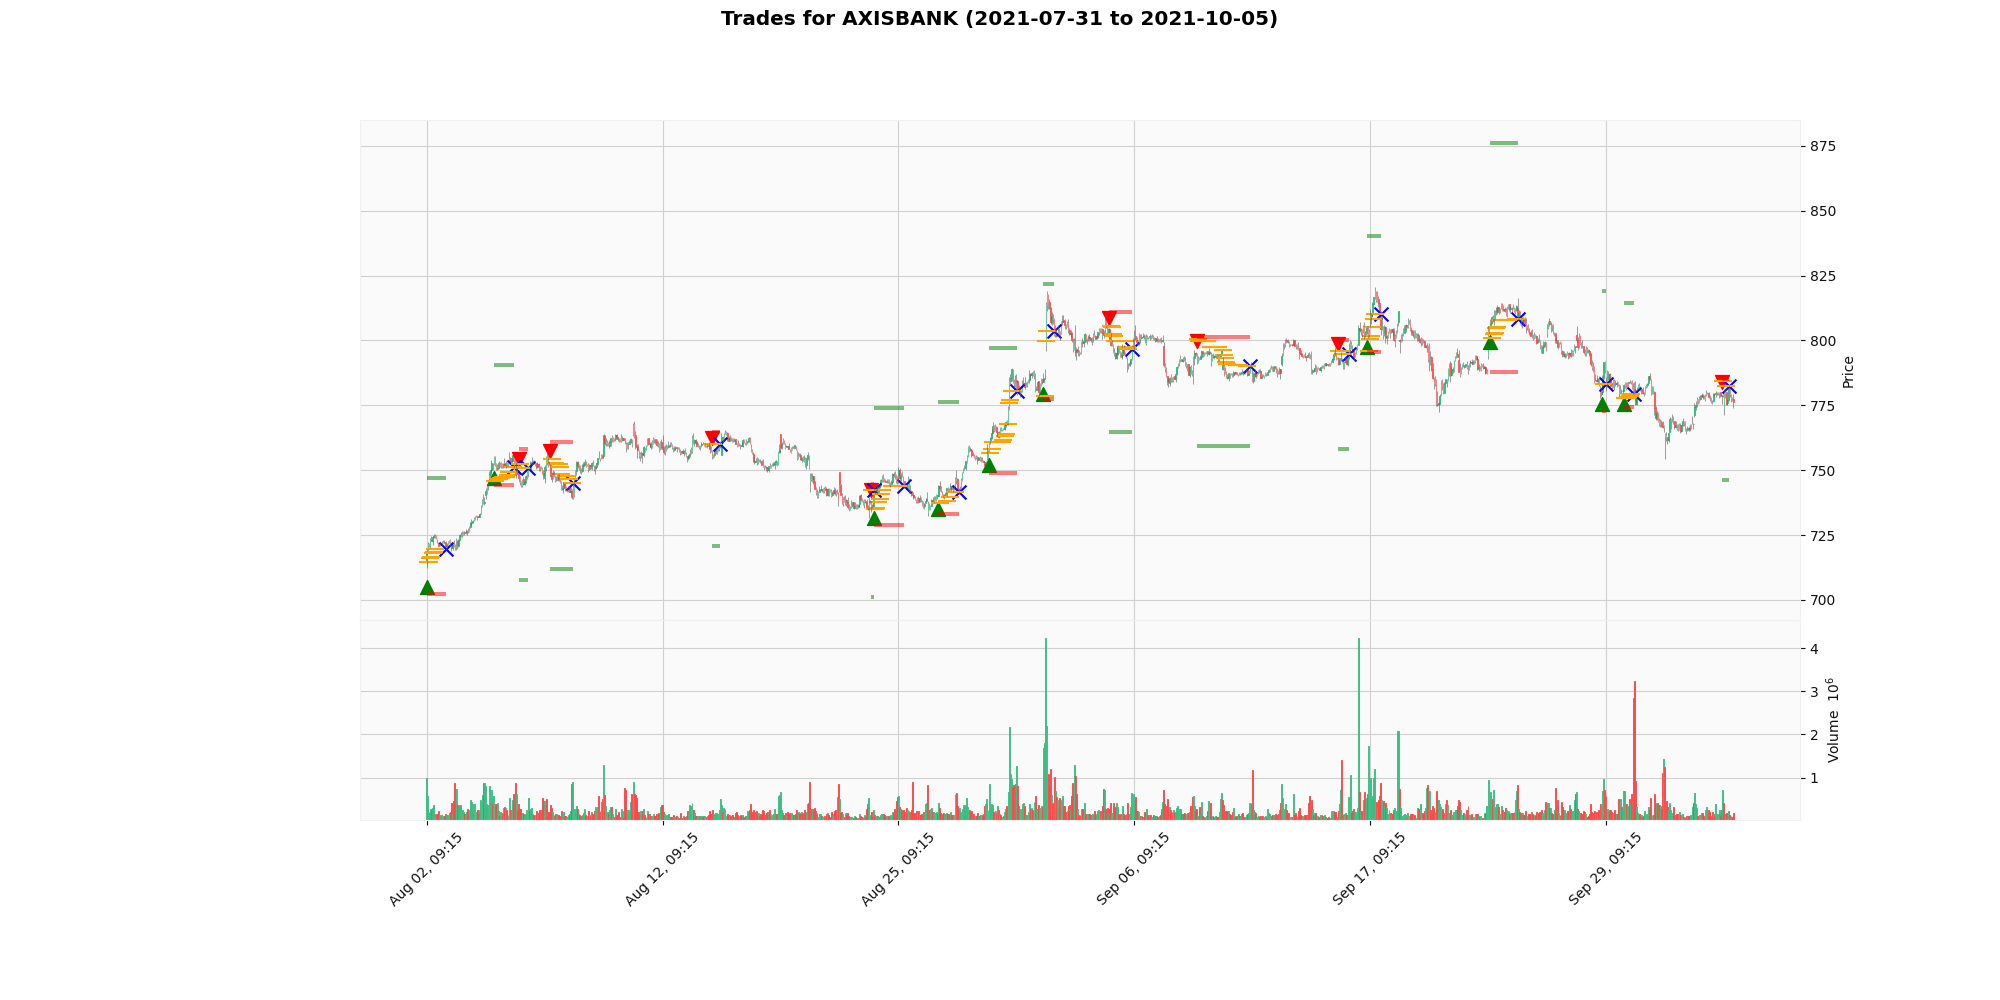 Trades for AXISBANK (2021-07-31 to 2021-10-05)
875
850
825
800
775
750
725
700
Price
4
3
2
1
Volume 10⁶
Aug 02, 09:15
Aug 12, 09:15
Aug 25, 09:15
Sep 06, 09:15
Sep 17, 09:15
Sep 29, 09:15